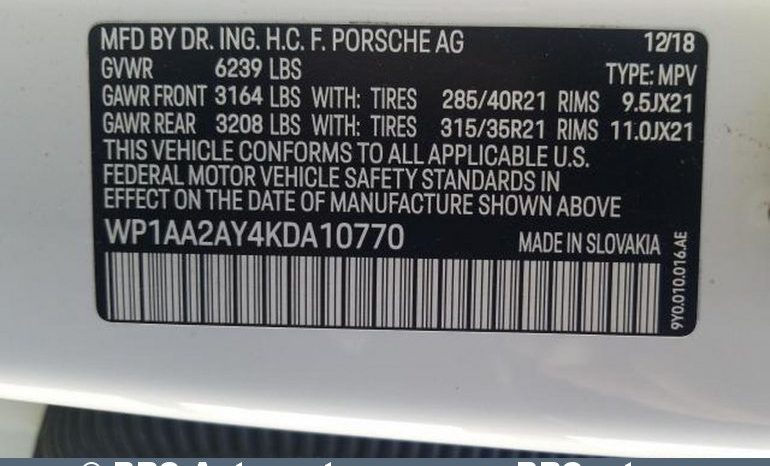 MFD BY DR. ING. H.C. F. PORSCHE AG 12/18
GVWR 6239 LBS TYPE: MPV
GAWR FRONT 3164 LBS WITH: TIRES 285/40R21 RIMS 9.5JX21
GAWR REAR 3208 LBS WITH: TIRES 315/35R21 RIMS 11.0JX21
THIS VEHICLE CONFORMS TO ALL APPLICABLE U.S.
FEDERAL MOTOR VEHICLE SAFETY STANDARDS IN
EFFECT ON THE DATE OF MANUFACTURE SHOWN ABOVE
WP1AA2AY4KDA10770 MADE IN SLOVAKIA
9Y0.010.016.AE